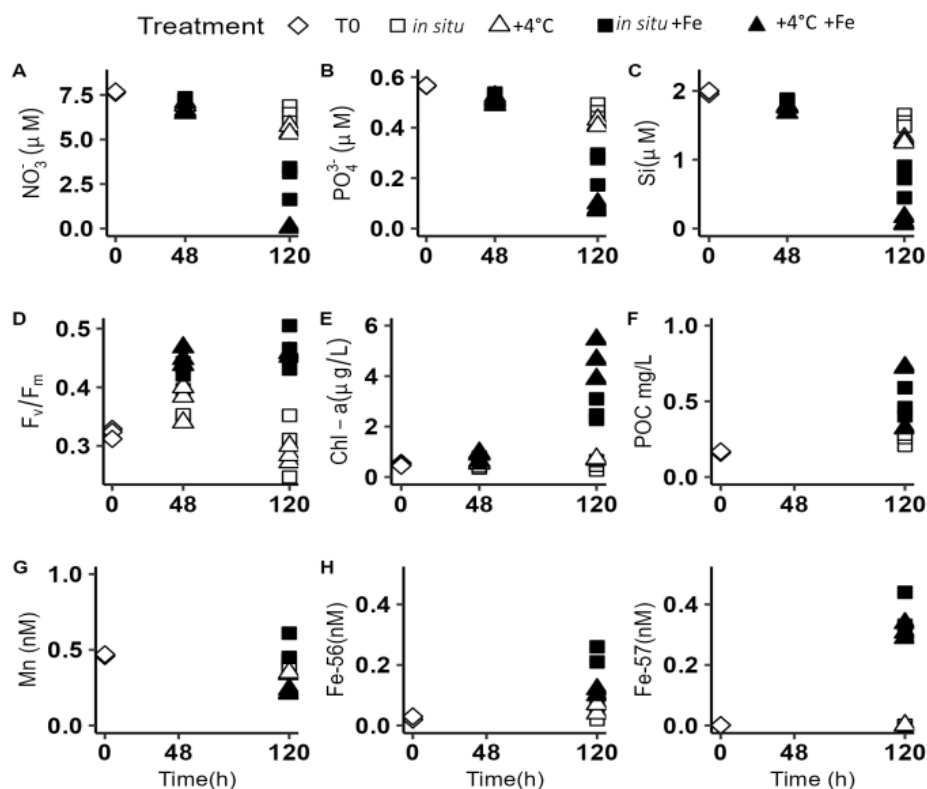 Treatment T0 in situ +4°C in situ +Fe +4°C +Fe
A B C
NO₃⁻ (μ M) 7.5 5.0 2.5 0.0
0 48 120
PO₄³⁻ (μ M) 0.6 0.4 0.2 0.0
0 48 120
Si(μ M) 2 1 0
0 48 120
D E F
Fv/Fm 0.5 0.4 0.3
0 48 120
Chl – a(μ g/L) 6 4 2 0
0 48 120
POC mg/L 1.0 0.5 0.0
0 48 120
G H
Mn (nM) 1.0 0.5 0.0
0 48 120
Time(h)
Fe-56(nM) 0.4 0.2 0.0
0 48 120
Time(h)
Fe-57(nM) 0.4 0.2 0.0
0 48 120
Time(h)